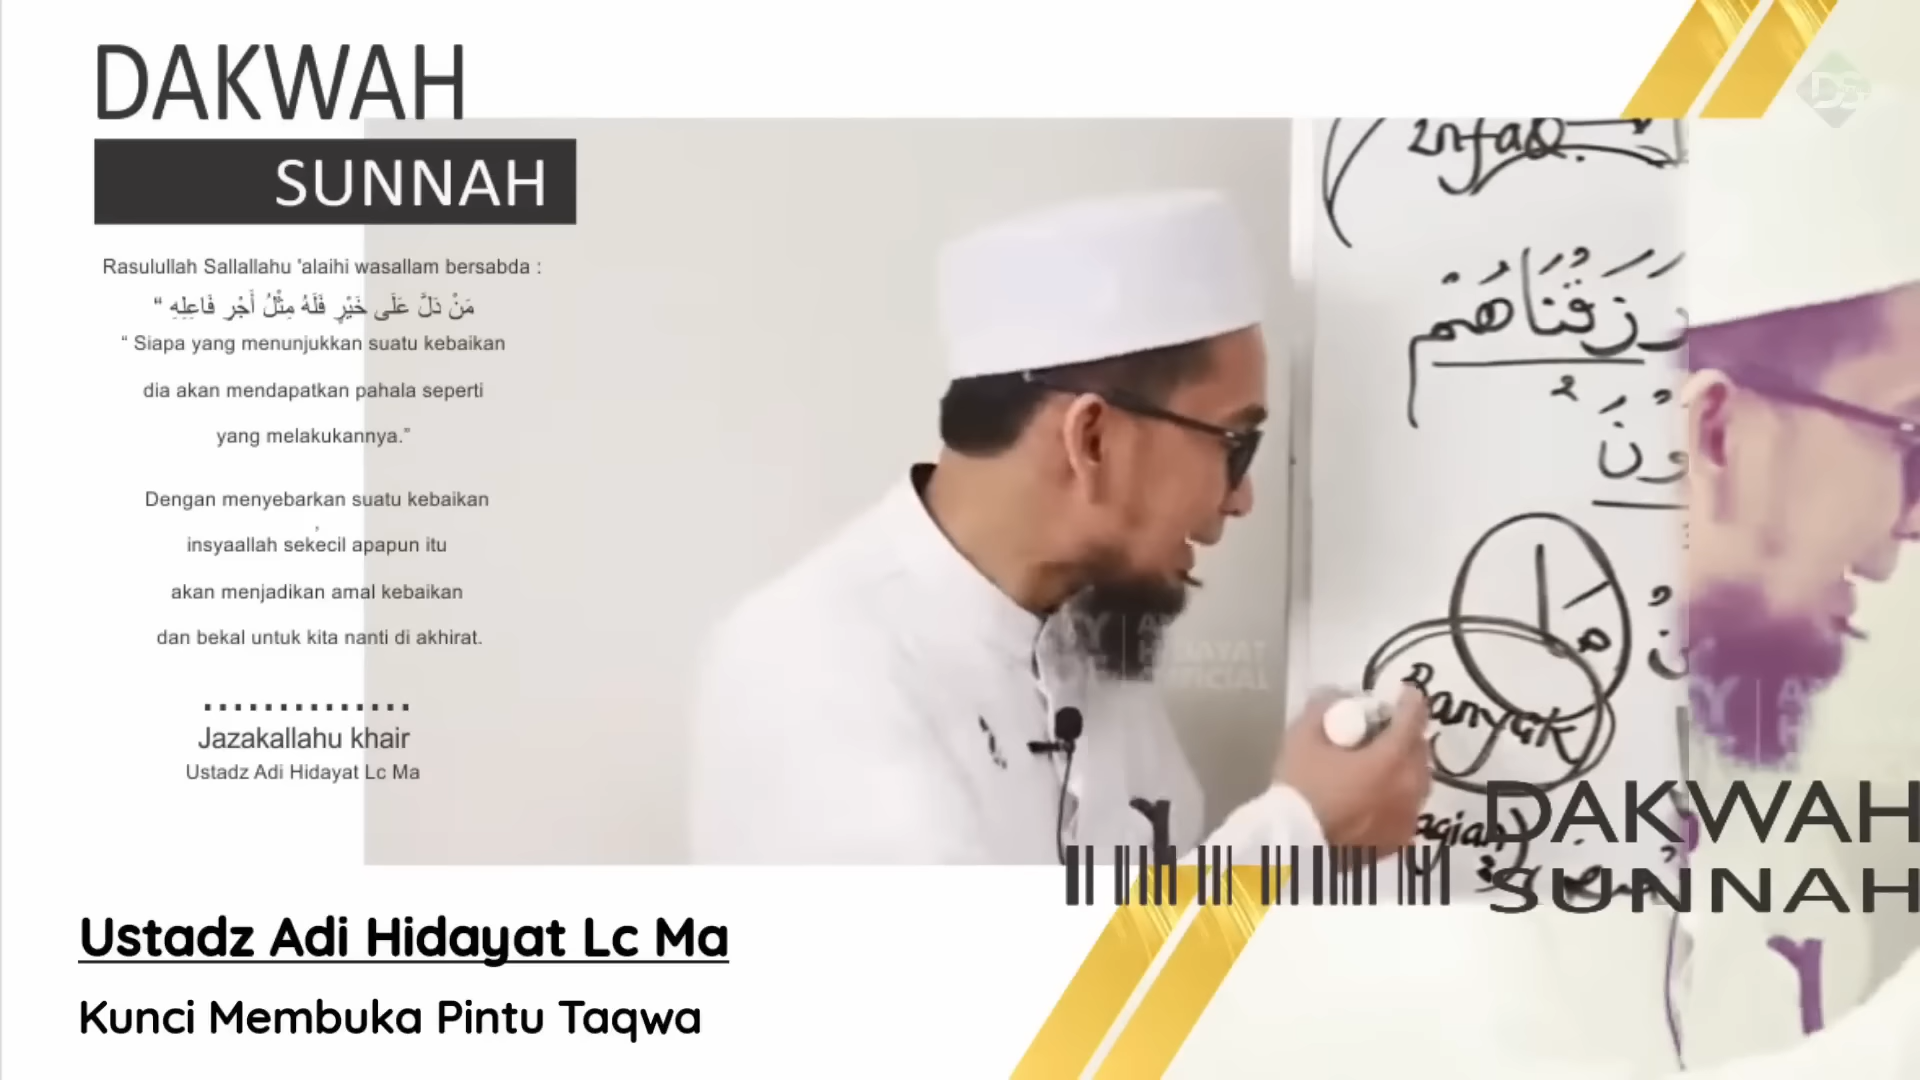 DAKWAH
SUNNAH
Rasulullah Sallallahu 'alaihi wasallam bersabda :
مَنْ دَلَّ عَلَى خَيْرٍ فَلَهُ مِثْلُ أَجْرِ فَاعِلِهِ “
“ Siapa yang menunjukkan suatu kebaikan
dia akan mendapatkan pahala seperti
yang melakukannya.”
Dengan menyebarkan suatu kebaikan
insyaallah sekecil apapun itu
akan menjadikan amal kebaikan
dan bekal untuk kita nanti di akhirat.
Jazakallahu khair
Ustadz Adi Hidayat Lc Ma
Infaq.
رَزَقْنَاهُمْ
2
Banyak
DAKWAH
SUNNAH
Ustadz Adi Hidayat Lc Ma
Kunci Membuka Pintu Taqwa
DS